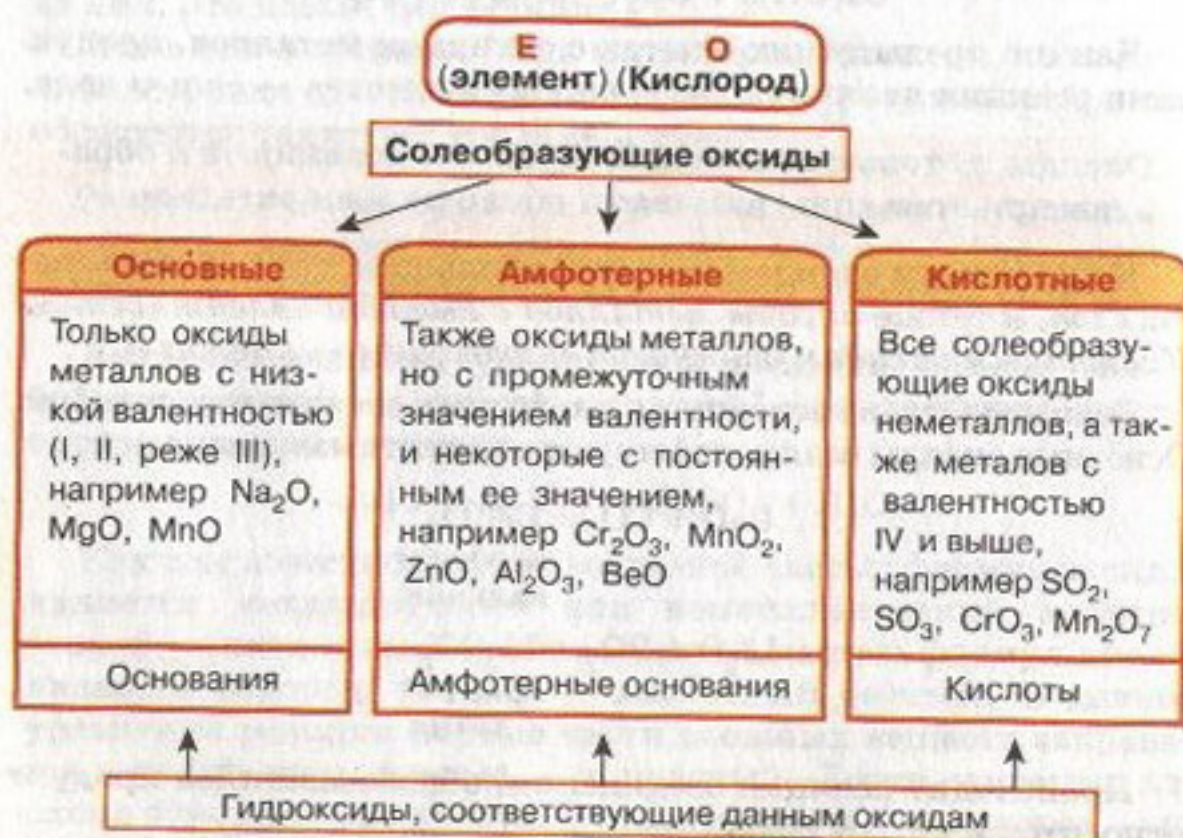 Е О
(элемент) (Кислород)
Солеобразующие оксиды
Осно́вные
Только оксиды
металлов с низ-
кой валентностью
(I, II, реже III),
например Na₂O,
MgO, MnO
Основания
Амфотерные
Также оксиды металлов,
но с промежуточным
значением валентности,
и некоторые с постоян-
ным ее значением,
например Cr₂O₃, MnO₂,
ZnO, Al₂O₃, BeO
Амфотерные основания
Кислотные
Все солеобразу-
ющие оксиды
неметаллов, а так-
же металов с
валентностью
IV и выше,
например SO₂,
SO₃, CrO₃, Mn₂O₇
Кислоты
Гидроксиды, соответствующие данным оксидам